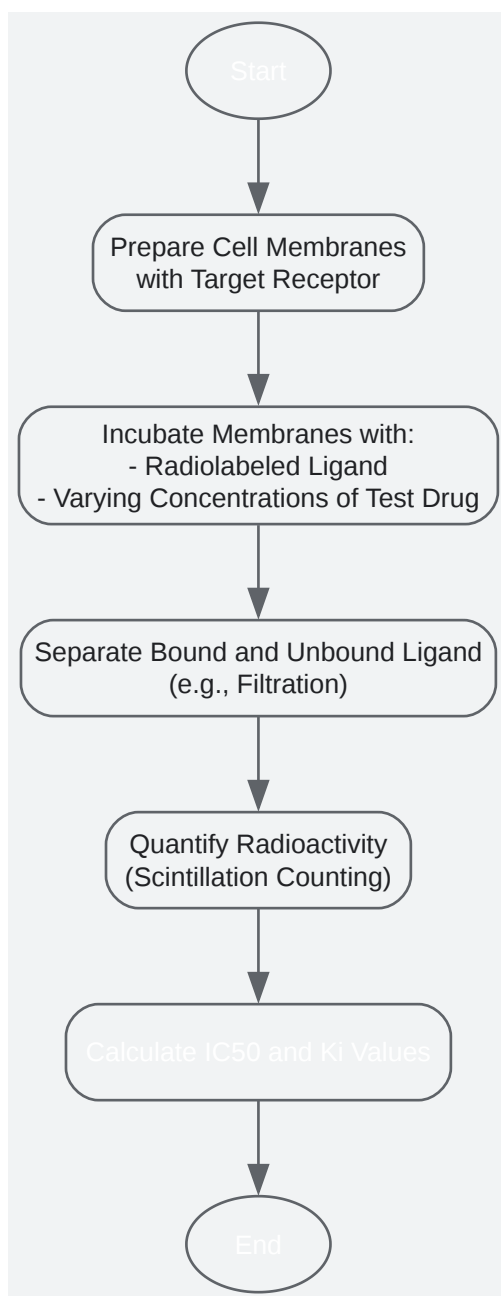 Start
Prepare Cell Membranes
with Target Receptor
Incubate Membranes with:
- Radiolabeled Ligand
- Varying Concentrations of Test Drug
Separate Bound and Unbound Ligand
(e.g., Filtration)
Quantify Radioactivity
(Scintillation Counting)
Calculate IC50 and Ki Values
End